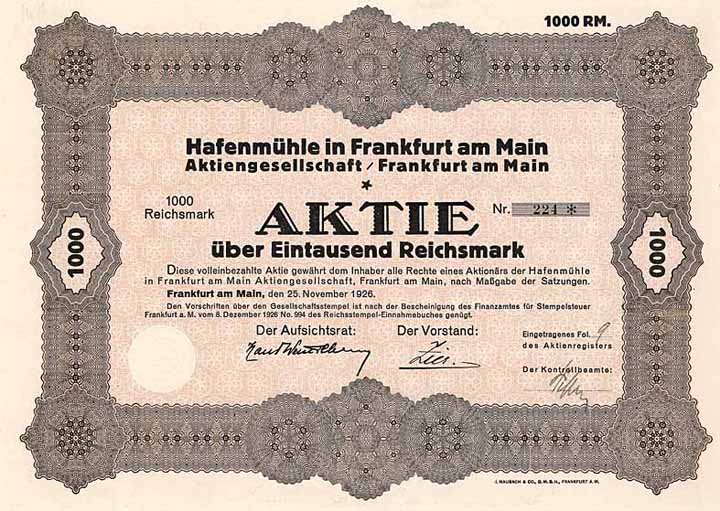 1000 RM.
Hafenmühle in Frankfurt am Main
Aktiengesellschaft / Frankfurt am Main
1000
Reichsmark
AKTIE
Nr. 224 *
über Eintausend Reichsmark
1000
1000
Diese volleinbezahlte Aktie gewährt dem Inhaber alle Rechte eines Aktionärs der Hafenmühle
in Frankfurt am Main Aktiengesellschaft, Frankfurt am Main, nach Maßgabe der Satzungen.
Frankfurt am Main, den 25. November 1926.
Den Vorschriften über den Gesellschaftsstempel ist nach der Bescheinigung des Finanzamtes für Stempelsteuer
Frankfurt a. M. vom 8. Dezember 1926 No. 994 des Reichsstempel-Einnahmebuches genügt.
Der Aufsichtsrat:
Der Vorstand:
Eingetragenes Fol. 9
des Aktienregisters
Der Kontrollbeamte:
J. MAUBACH & CO., G.M.B.H., FRANKFURT A.M.